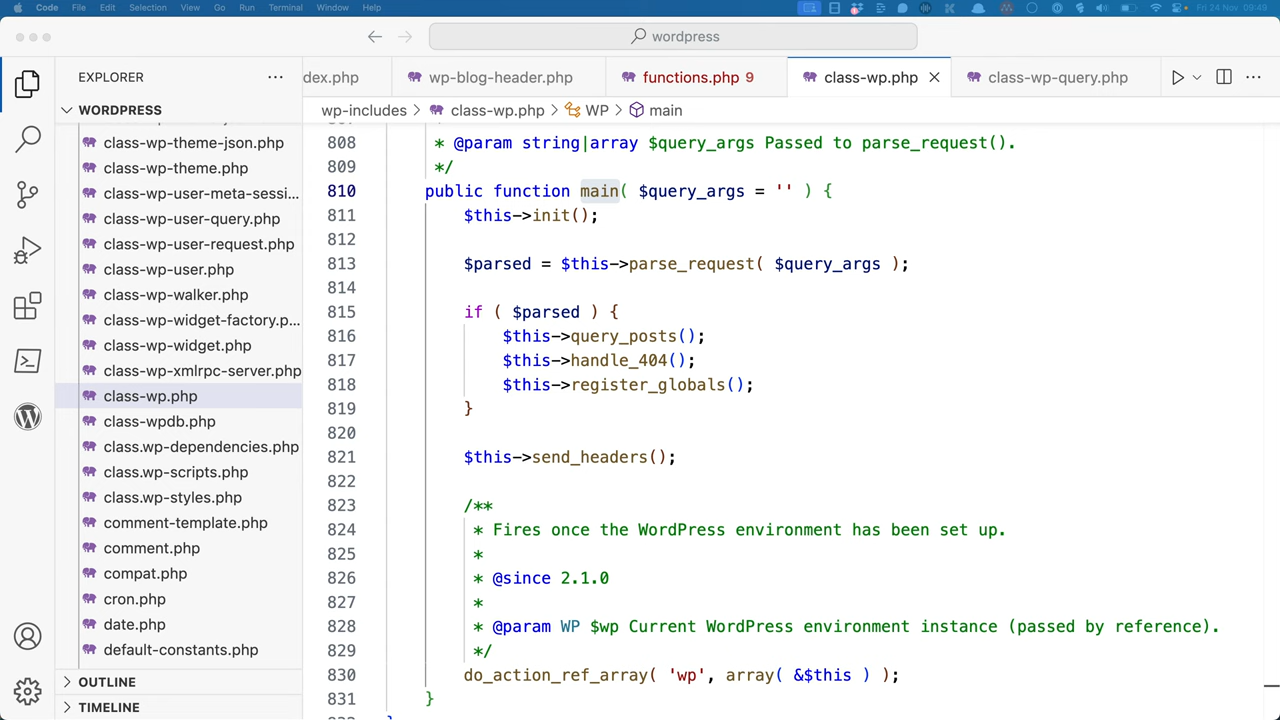 Code File Edit Selection View Go Run Terminal Window Help Fri 24 Nov 09:49
wordpress
EXPLORER
dex.php wp-blog-header.php functions.php 9 class-wp.php class-wp-query.php
WORDPRESS
wp-includes > class-wp.php > WP > main
class-wp-theme-json.php
class-wp-theme.php
class-wp-user-meta-sessi...
class-wp-user-query.php
class-wp-user-request.php
class-wp-user.php
class-wp-walker.php
class-wp-widget-factory.p...
class-wp-widget.php
class-wp-xmlrpc-server.php
class-wp.php
class-wpdb.php
class.wp-dependencies.php
class.wp-scripts.php
class.wp-styles.php
comment-template.php
comment.php
compat.php
cron.php
date.php
default-constants.php
OUTLINE
TIMELINE
808 * @param string|array $query_args Passed to parse_request().
809 */
810 public function main( $query_args = '' ) {
811 $this->init();
812
813 $parsed = $this->parse_request( $query_args );
814
815 if ( $parsed ) {
816 $this->query_posts();
817 $this->handle_404();
818 $this->register_globals();
819 }
820
821 $this->send_headers();
822
823 /**
824 * Fires once the WordPress environment has been set up.
825 *
826 * @since 2.1.0
827 *
828 * @param WP $wp Current WordPress environment instance (passed by reference).
829 */
830 do_action_ref_array( 'wp', array( &$this ) );
831 }